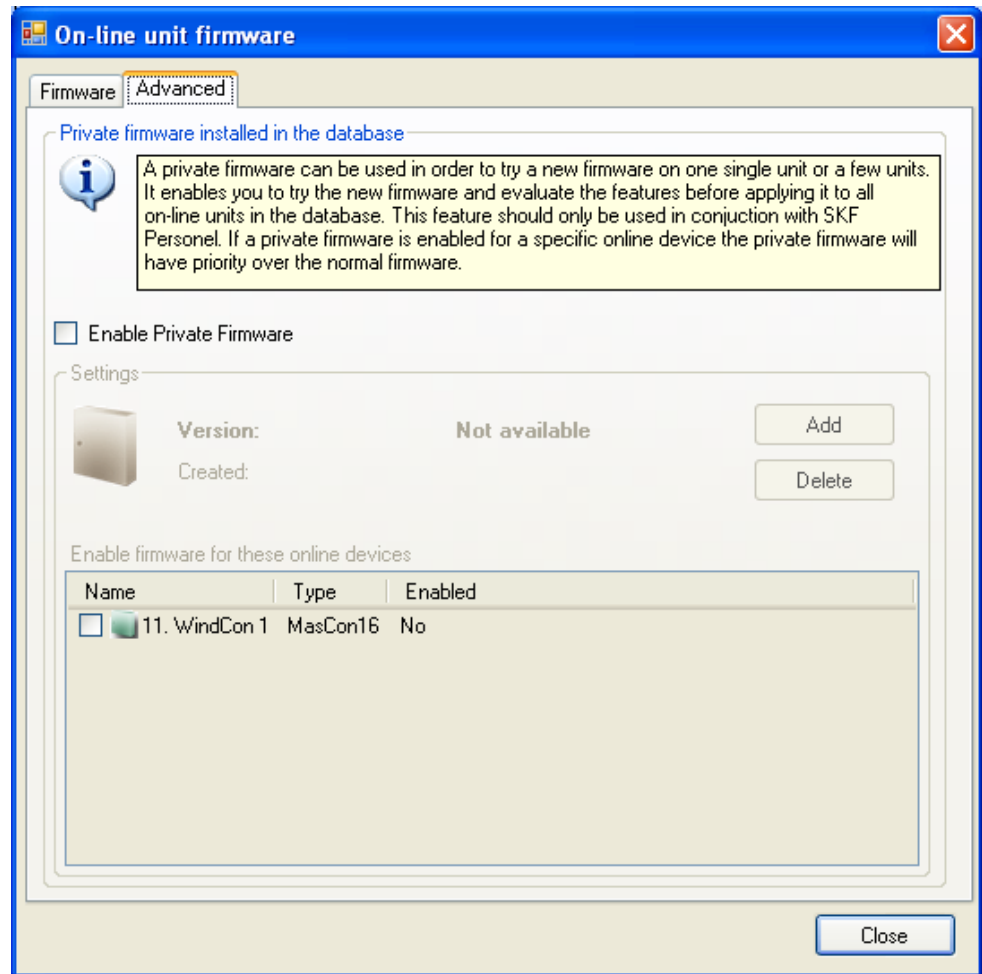 On-line unit firmware
Firmware Advanced
Private firmware installed in the database
A private firmware can be used in order to try a new firmware on one single unit or a few units.
It enables you to try the new firmware and evaluate the features before applying it to all
on-line units in the database. This feature should only be used in conjuction with SKF
Personel. If a private firmware is enabled for a specific online device the private firmware will
have priority over the normal firmware.
Enable Private Firmware
Settings
Version: Not available Add
Created: Delete
Enable firmware for these online devices
Name Type Enabled
11. WindCon 1 MasCon16 No
Close